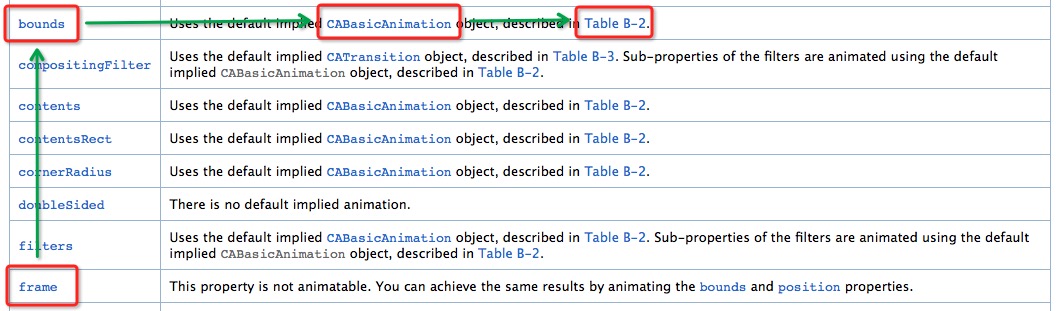 bounds Uses the default implied CABasicAnimation object, described in Table B-2.
compositingFilter Uses the default implied CATransition object, described in Table B-3. Sub-properties of the filters are animated using the default
implied CABasicAnimation object, described in Table B-2.
contents Uses the default implied CABasicAnimation object, described in Table B-2.
contentsRect Uses the default implied CABasicAnimation object, described in Table B-2.
cornerRadius Uses the default implied CABasicAnimation object, described in Table B-2.
doubleSided There is no default implied animation.
filters Uses the default implied CABasicAnimation object, described in Table B-2. Sub-properties of the filters are animated using the default
implied CABasicAnimation object, described in Table B-2.
frame This property is not animatable. You can achieve the same results by animating the bounds and position properties.